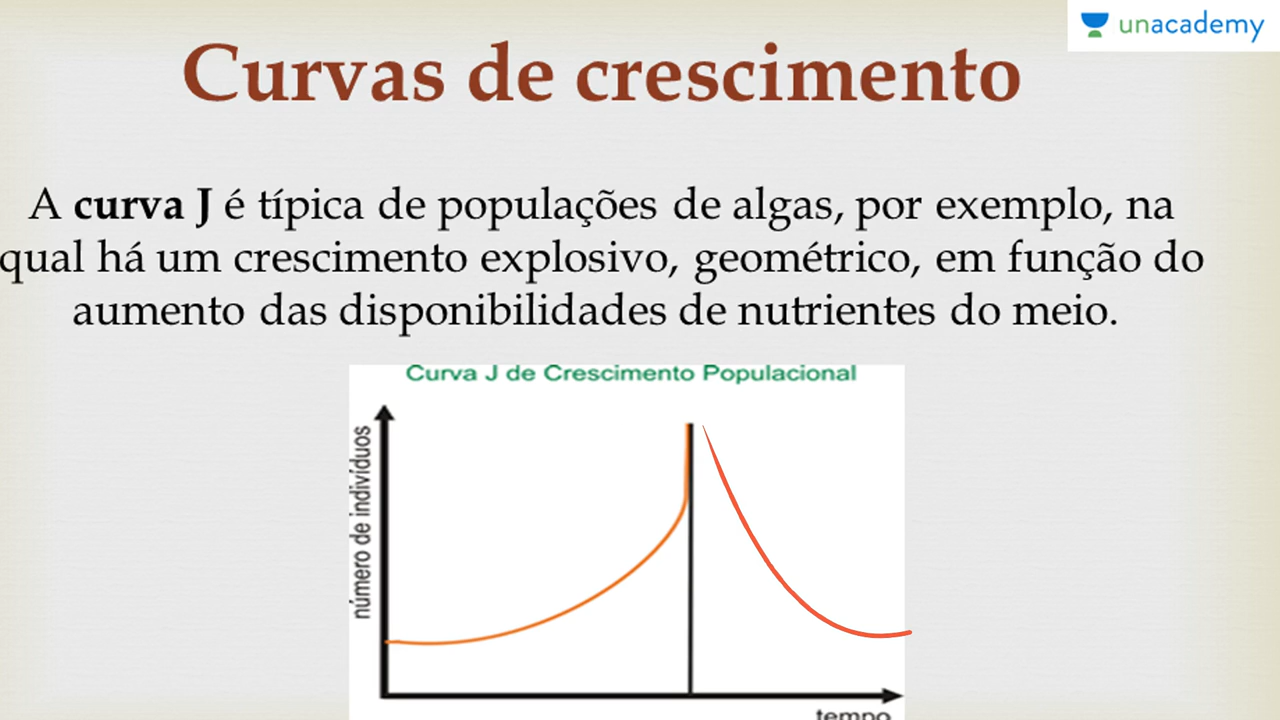 unacademy
Curvas de crescimento
A curva J é típica de populações de algas, por exemplo, na
qual há um crescimento explosivo, geométrico, em função do
aumento das disponibilidades de nutrientes do meio.
Curva J de Crescimento Populacional
número de indivíduos
tempo